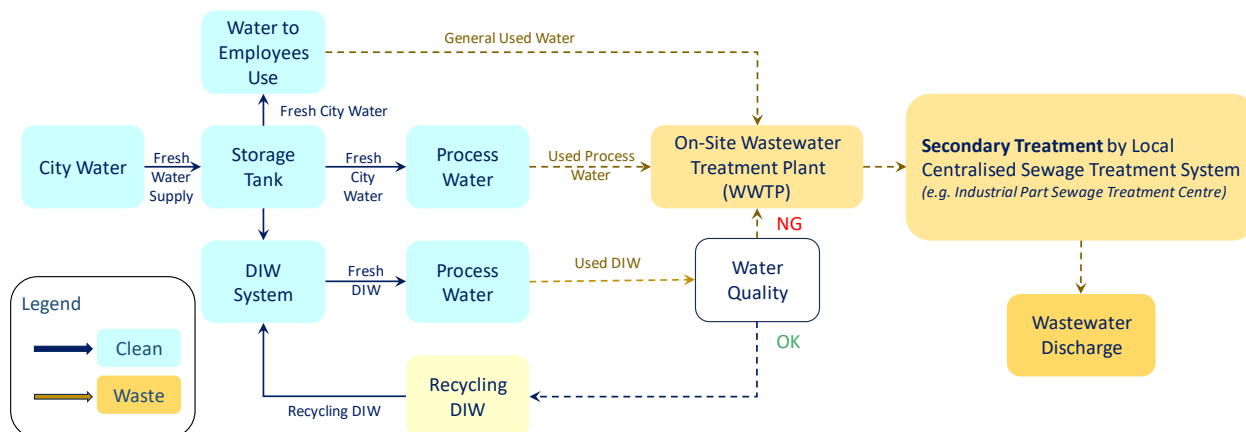 Water to
Employees
Use
General Used Water
Fresh City Water
City Water
Fresh
Water
Supply
Storage
Tank
Fresh
City
Water
Process
Water
Used Process
Water
On-Site Wastewater
Treatment Plant
(WWTP)
Secondary Treatment by Local
Centralised Sewage Treatment System
(e.g. Industrial Part Sewage Treatment Centre)
NG
DIW
System
Fresh
DIW
Process
Water
Used DIW
Water
Quality
OK
Wastewater
Discharge
Recycling DIW
Recycling
DIW
Legend
Clean
Waste